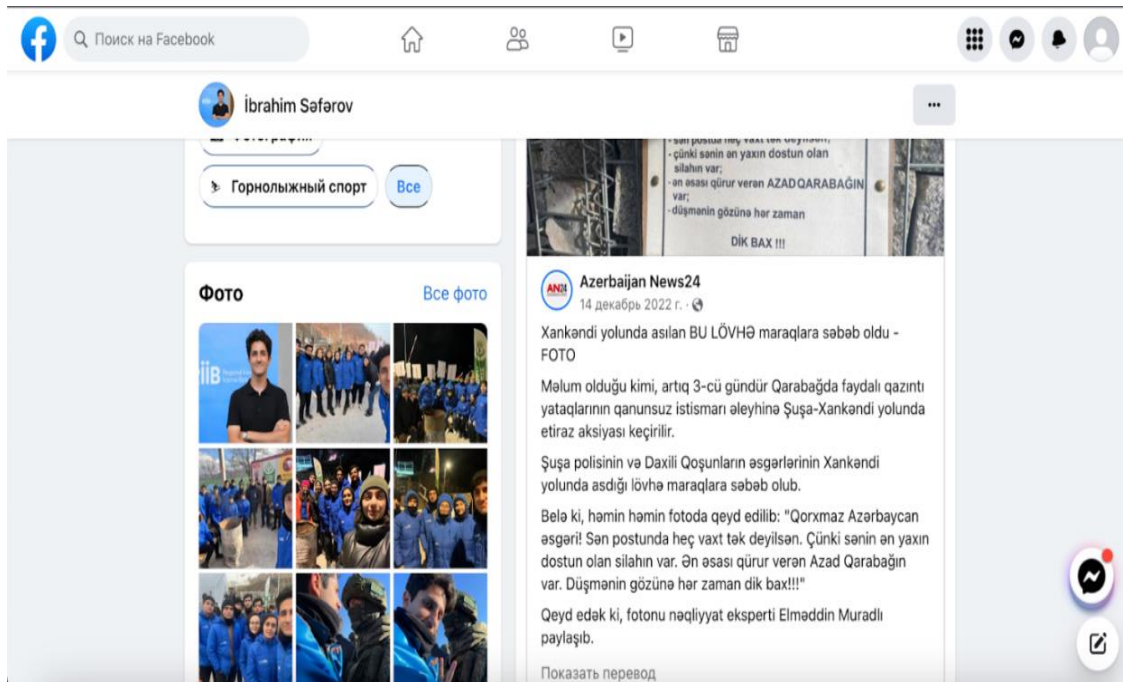 Поиск на Facebook
İbrahim Səfərov
Фотографии
Горнолыжный спорт
Все
Фото
Все фото
- sən postda heç vaxt tək deyilsən;
- çünki sənin ən yaxın dostun olan
silahın var;
- ən əsası qürur verən AZAD QARABAĞIN
var;
- düşmənin gözünə hər zaman
DİK BAX !!!
AN24
Azerbaijan News24
14 декабрь 2022 г. ·
Xankəndi yolunda asılan BU LÖVHƏ maraqlara səbəb oldu -
FOTO
Məlum olduğu kimi, artıq 3-cü gündür Qarabağda faydalı qazıntı
yataqlarının qanunsuz istismarı əleyhinə Şuşa-Xankəndi yolunda
etiraz aksiyası keçirilir.
Şuşa polisinin və Daxili Qoşunların əsgərlərinin Xankəndi
yolunda asdığı lövhə maraqlara səbəb olub.
Belə ki, həmin həmin fotoda qeyd edilib: "Qorxmaz Azərbaycan
əsgəri! Sən postunda heç vaxt tək deyilsən. Çünki sənin ən yaxın
dostun olan silahın var. Ən əsası qürur verən Azad Qarabağın
var. Düşmənin gözünə hər zaman dik bax!!!"
Qeyd edək ki, fotonu nəqliyyat eksperti Elməddin Muradlı
paylaşıb.
Показать перевод